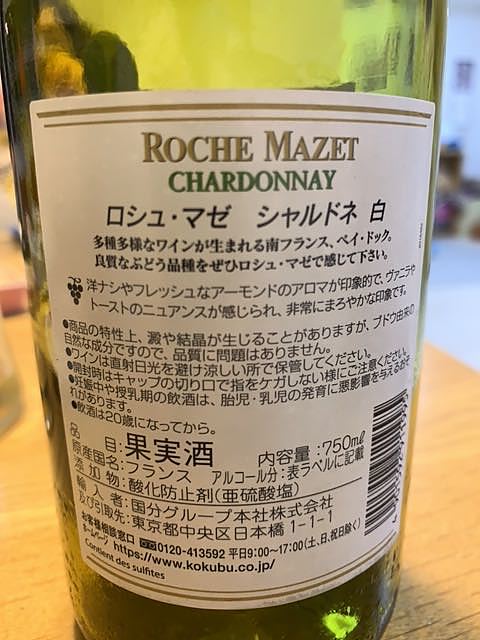 ROCHE MAZET
CHARDONNAY
ロシュ・マゼ シャルドネ 白
多種多様なワインが生まれる南フランス、ペイ・ドック。
良質なぶどう品種をぜひロシュ・マゼで感じて下さい。
洋ナシやフレッシュなアーモンドのアロマが印象的で、ヴァニラや
トーストのニュアンスが感じられ、非常にまろやかな印象です。
●商品の特性上、澱や結晶が生じることがありますが、ブドウ由来の
自然な成分ですので、品質に問題はありません。
●ワインは直射日光を避け涼しい所で保管してください。
●開封時はキャップの切り口で指をケガしない様にご注意ください。
●妊娠中や授乳期の飲酒は、胎児・乳児の発育に悪影響を与えるおそ
れがあります。
●飲酒は20歳になってから。
品 目:果実酒 内容量:750mℓ
原産国名:フランス アルコール分:表ラベルに記載
添加物:酸化防止剤(亜硫酸塩)
輸入者:国分グループ本社株式会社
及び引取先:東京都中央区日本橋1-1-1
お客様相談窓口 0120-413592 平日9:00〜17:00(土、日、祝日除く)
ホームページ https://www.kokubu.co.jp/
Contient des sulfites